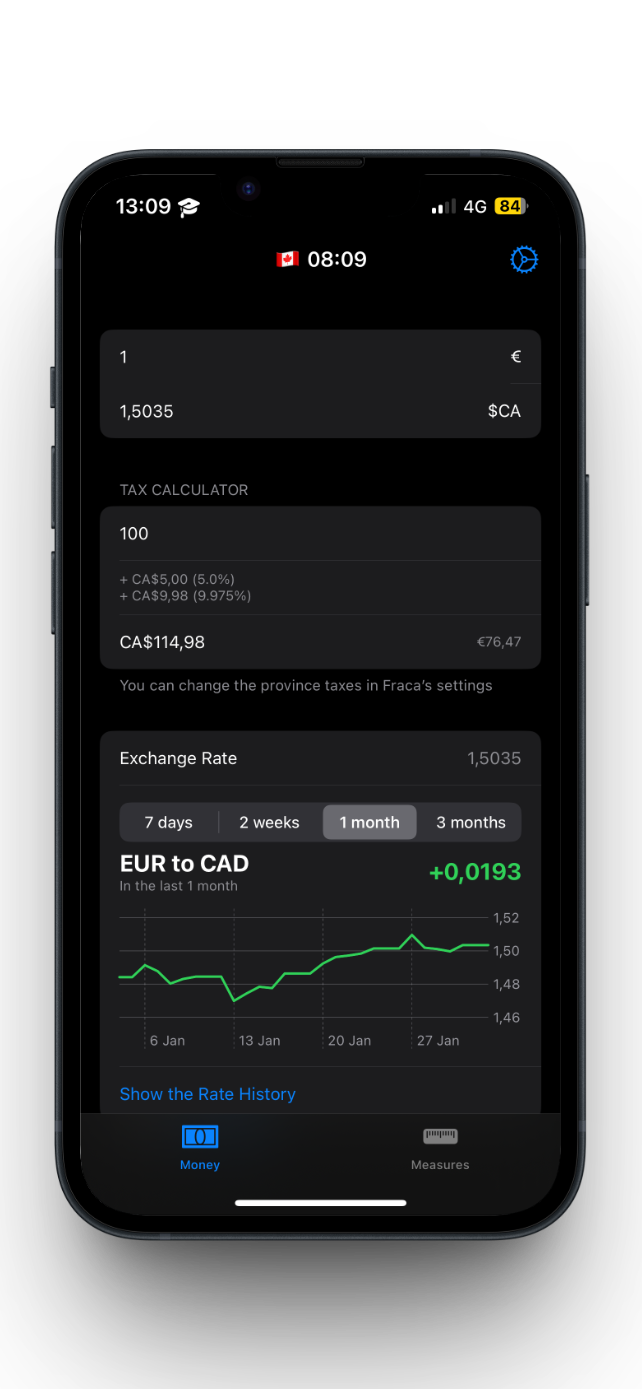 13:09 4G 84
08:09
1 €
1,5035 $CA
TAX CALCULATOR
100
+ CA$5,00 (5.0%)
+ CA$9,98 (9.975%)
CA$114,98 €76,47
You can change the province taxes in Fraca's settings
Exchange Rate 1,5035
7 days 2 weeks 1 month 3 months
EUR to CAD +0,0193
In the last 1 month
1,52
1,50
1,48
1,46
6 Jan 13 Jan 20 Jan 27 Jan
Show the Rate History
Money Measures